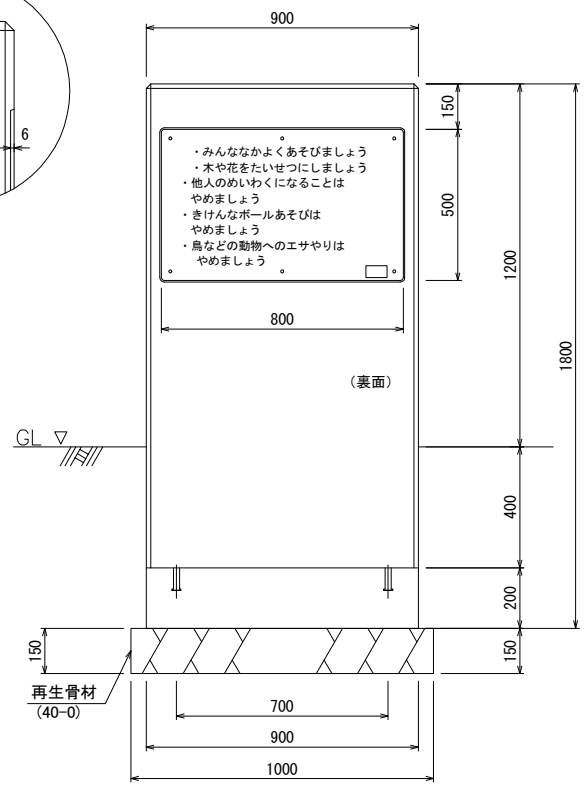 900
6
150
・みんななかよくあそびましょう
・木や花をたいせつにしましょう
・他人のめいわくになることは
やめましょう
・きけんなボールあそびは
やめましょう
・鳥などの動物へのエサやりは
やめましょう
500
1200
800
1800
(裏面)
GL
400
200
150
150
再生骨材
(40-0)
700
900
1000